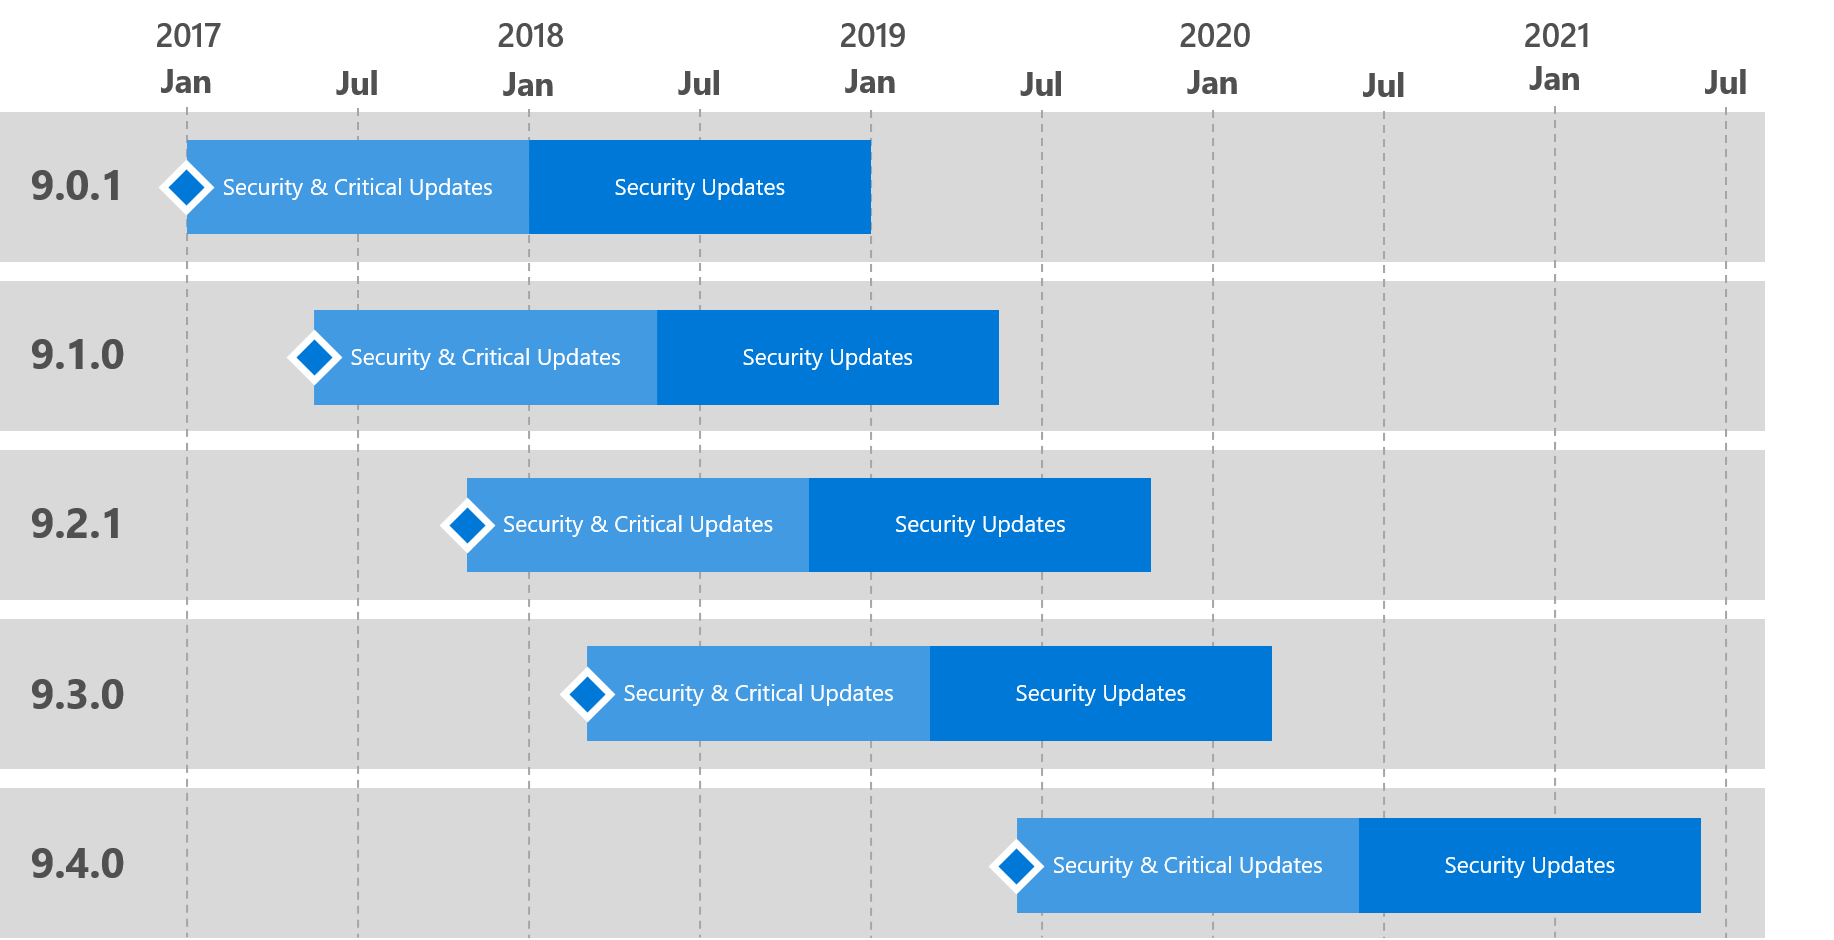 2017 2018 2019 2020 2021
Jan Jul Jan Jul Jan Jul Jan Jul Jan Jul
9.0.1 Security & Critical Updates Security Updates
9.1.0 Security & Critical Updates Security Updates
9.2.1 Security & Critical Updates Security Updates
9.3.0 Security & Critical Updates Security Updates
9.4.0 Security & Critical Updates Security Updates